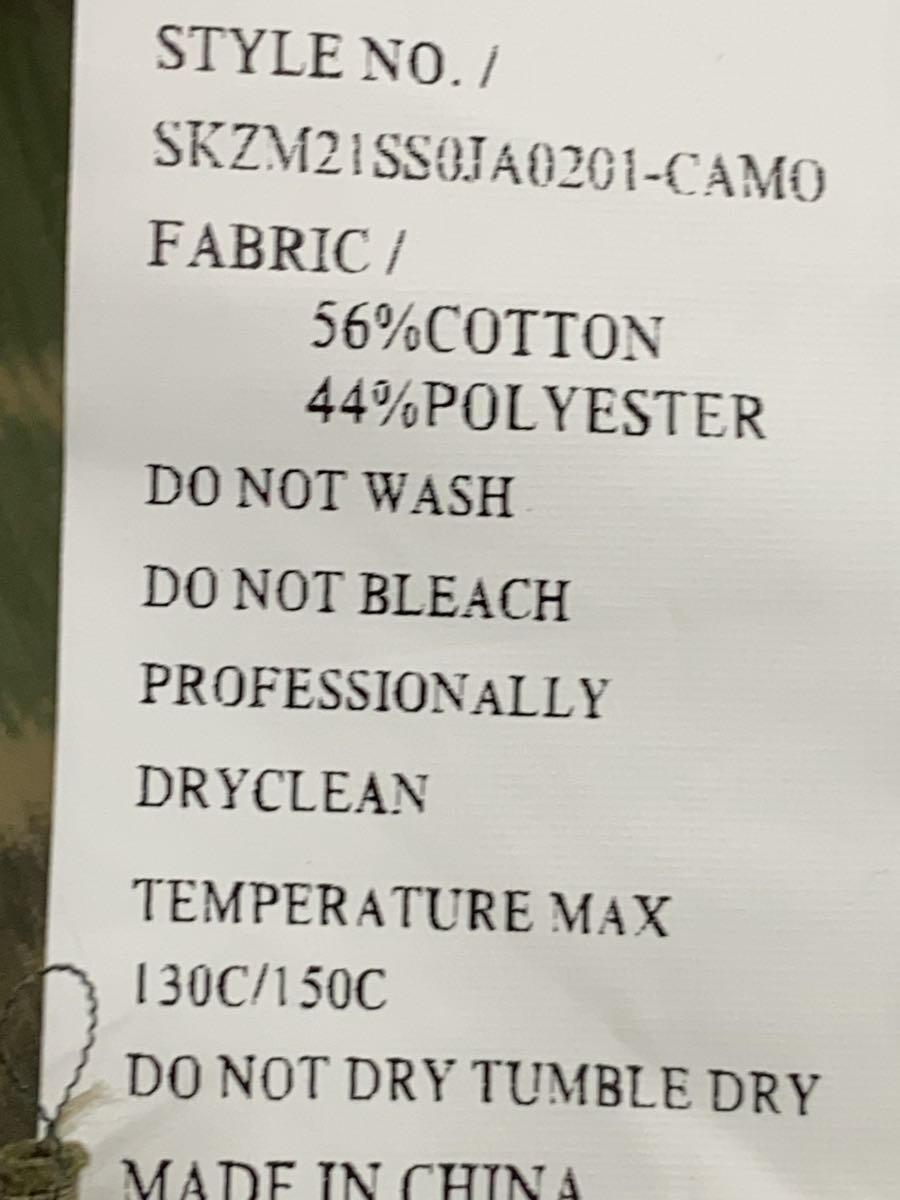 STYLE NO. /
SKZM21SS0JA0201-CAMO
FABRIC /
56%COTTON
44%POLYESTER
DO NOT WASH
DO NOT BLEACH
PROFESSIONALLY
DRYCLEAN
TEMPERATURE MAX
130C/150C
DO NOT DRY TUMBLE DRY
MADE IN CHINA